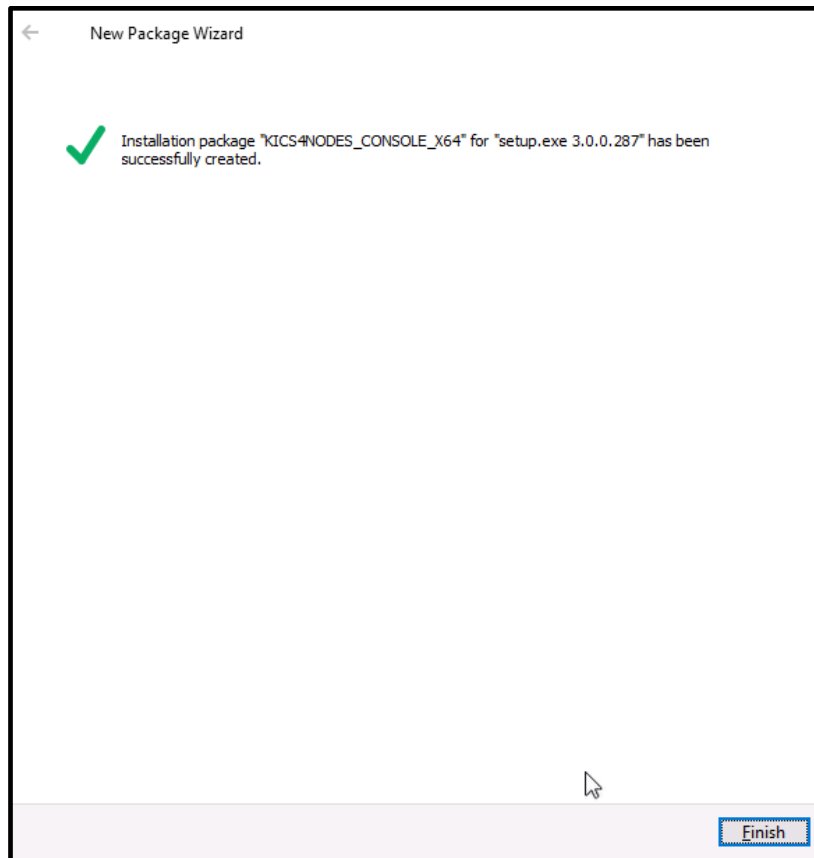 New Package Wizard
Installation package "KICS4NODES_CONSOLE_X64" for "setup.exe 3.0.0.287" has been
successfully created.
Finish